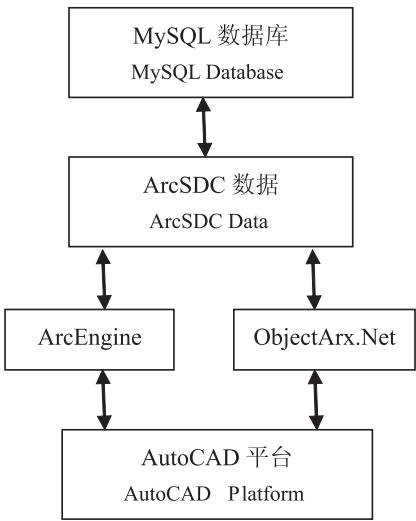 MySQL 数据库
MySQL Database
ArcSDC 数据
ArcSDC Data
ArcEngine
ObjectArx.Net
AutoCAD 平台
AutoCAD Platform